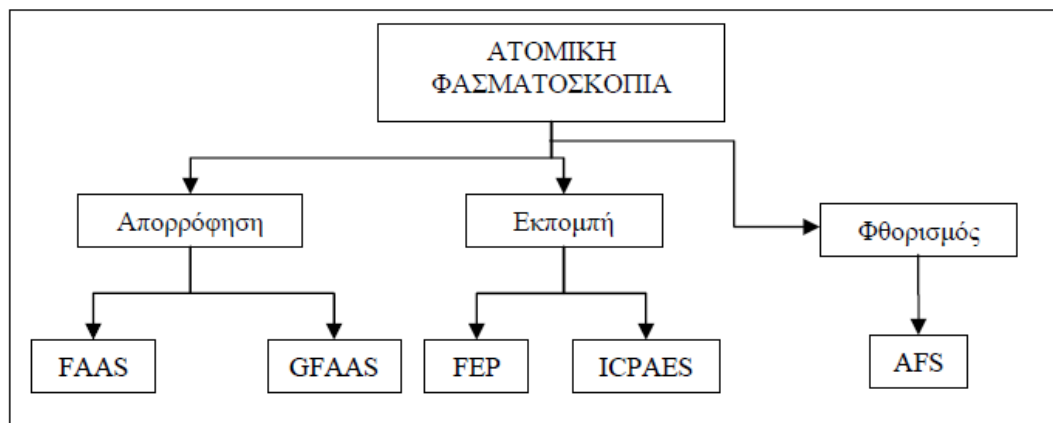 ΑΤΟΜΙΚΗ
ΦΑΣΜΑΤΟΣΚΟΠΙΑ
Απορρόφηση
Εκπομπή
Φθορισμός
FAAS
GFAAS
FEP
ICPAES
AFS